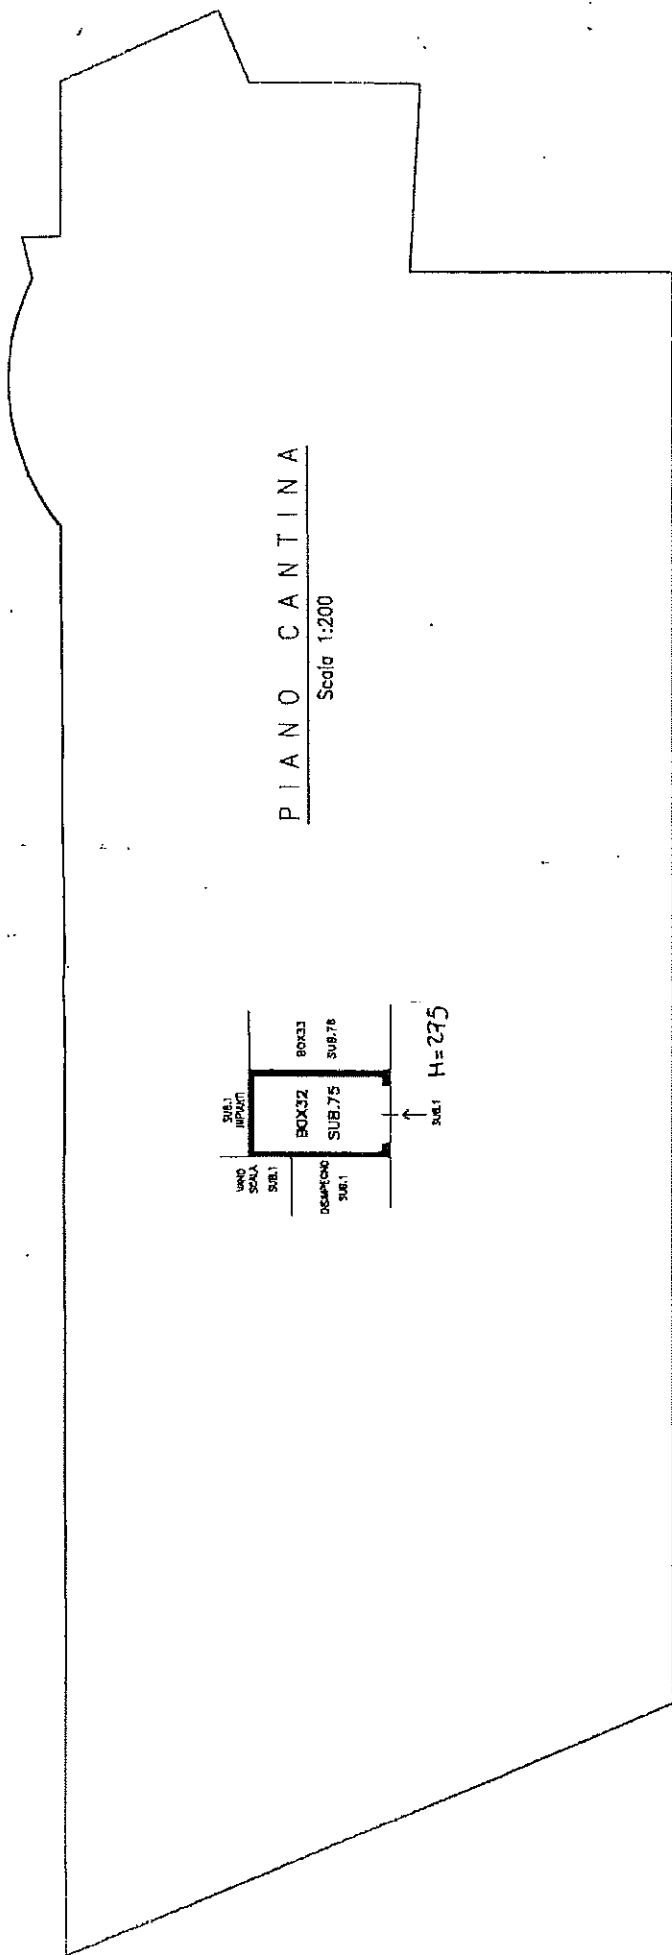 PIANO CANTINA
Scala 1:200
SUB.1
IMPIANTI
VANO
SCALA
SUB.1
BOX32
SUB.75
BOX33
SUB.76
DISIMPEGNO
SUB.1
SUB.1
H=275